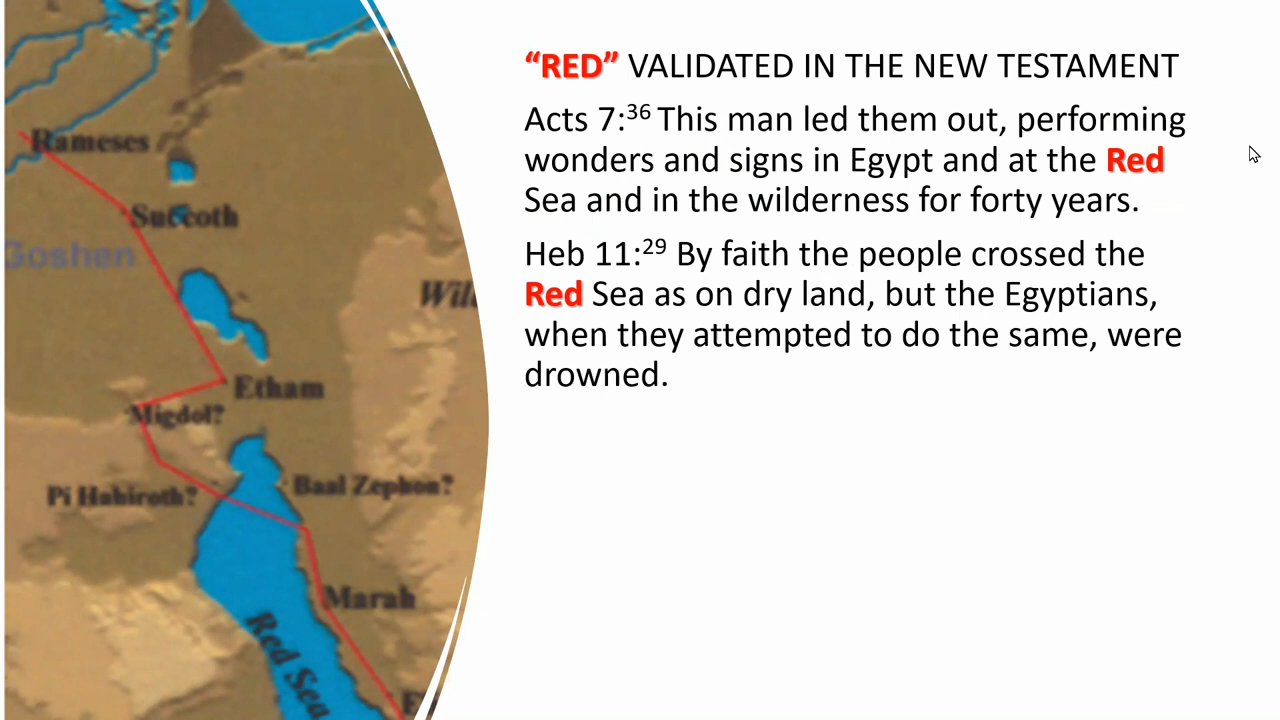 “RED” VALIDATED IN THE NEW TESTAMENT
Acts 7:36 This man led them out, performing
wonders and signs in Egypt and at the Red
Sea and in the wilderness for forty years.
Heb 11:29 By faith the people crossed the
Red Sea as on dry land, but the Egyptians,
when they attempted to do the same, were
drowned.
Rameses
Succoth
Goshen
Etham
Migdol?
Pi Hahiroth?
Baal Zephon?
Marah
Red Sea